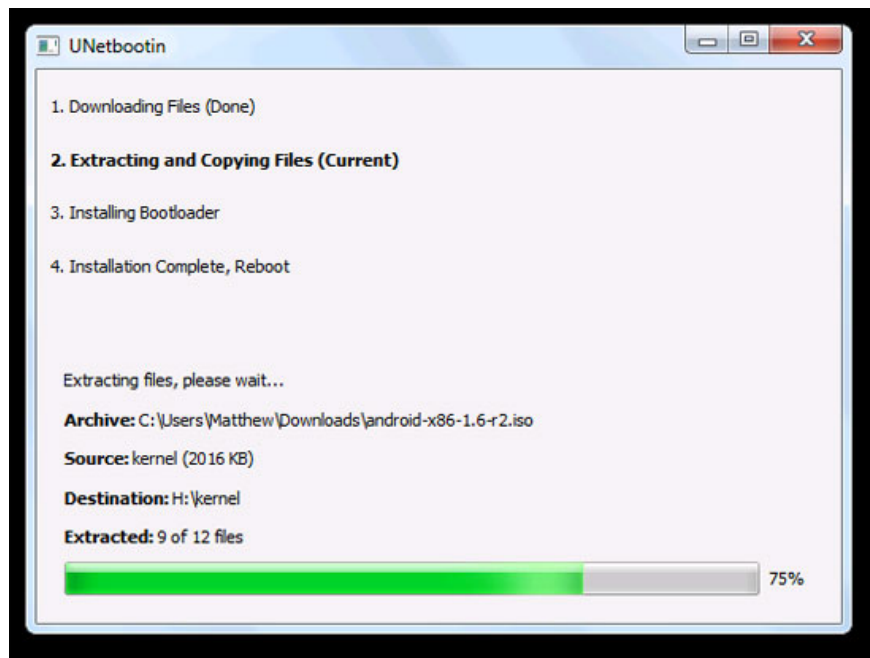 UNetbootin
1. Downloading Files (Done)
2. Extracting and Copying Files (Current)
3. Installing Bootloader
4. Installation Complete, Reboot
Extracting files, please wait...
Archive: C:\Users\Matthew\Downloads\android-x86-1.6-r2.iso
Source: kernel (2016 KB)
Destination: H:\kernel
Extracted: 9 of 12 files
75%